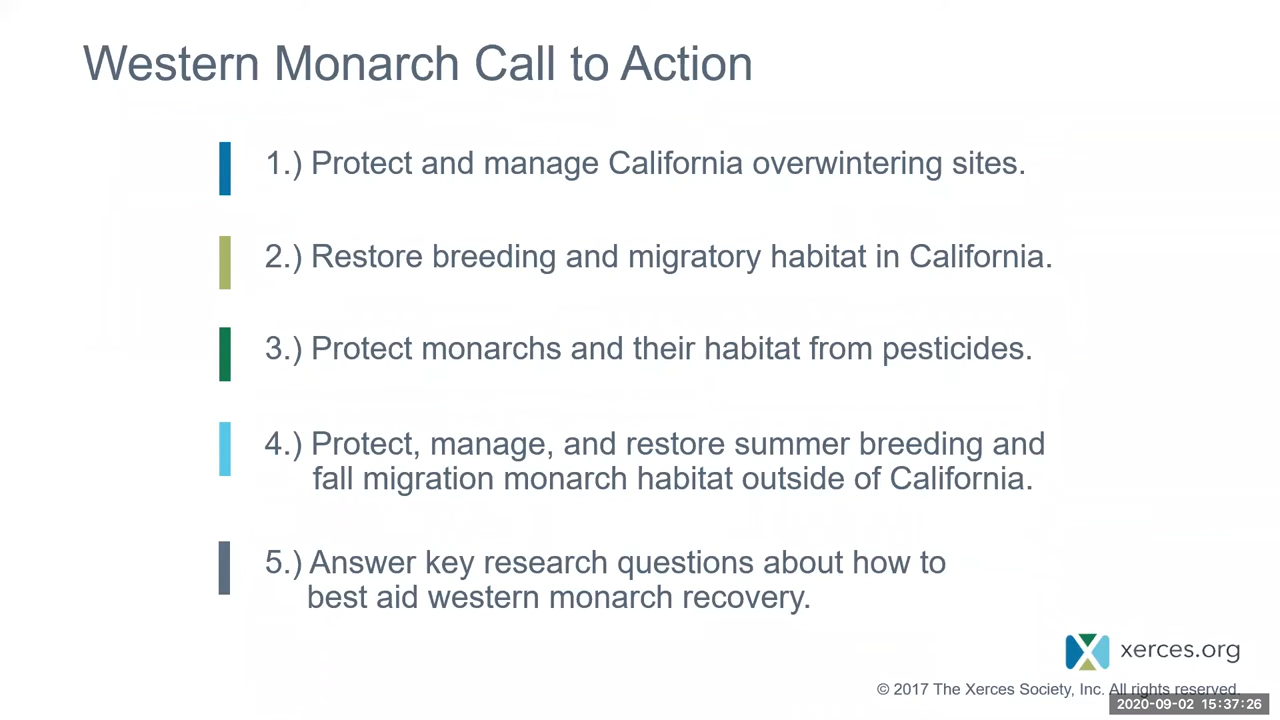 Western Monarch Call to Action
1.) Protect and manage California overwintering sites.
2.) Restore breeding and migratory habitat in California.
3.) Protect monarchs and their habitat from pesticides.
4.) Protect, manage, and restore summer breeding and
fall migration monarch habitat outside of California.
5.) Answer key research questions about how to
best aid western monarch recovery.
xerces.org
© 2017 The Xerces Society, Inc. All rights reserved.
2020-09-02 15:37:26